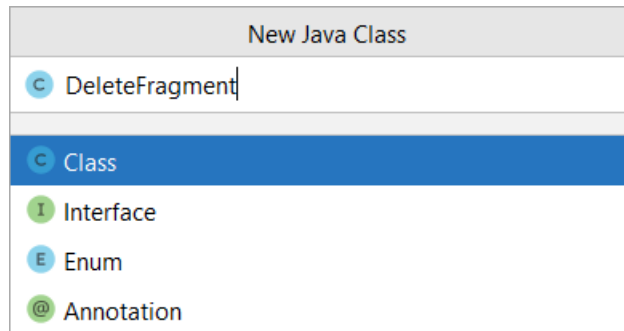 New Java Class
C DeleteFragment
C Class
I Interface
E Enum
@ Annotation